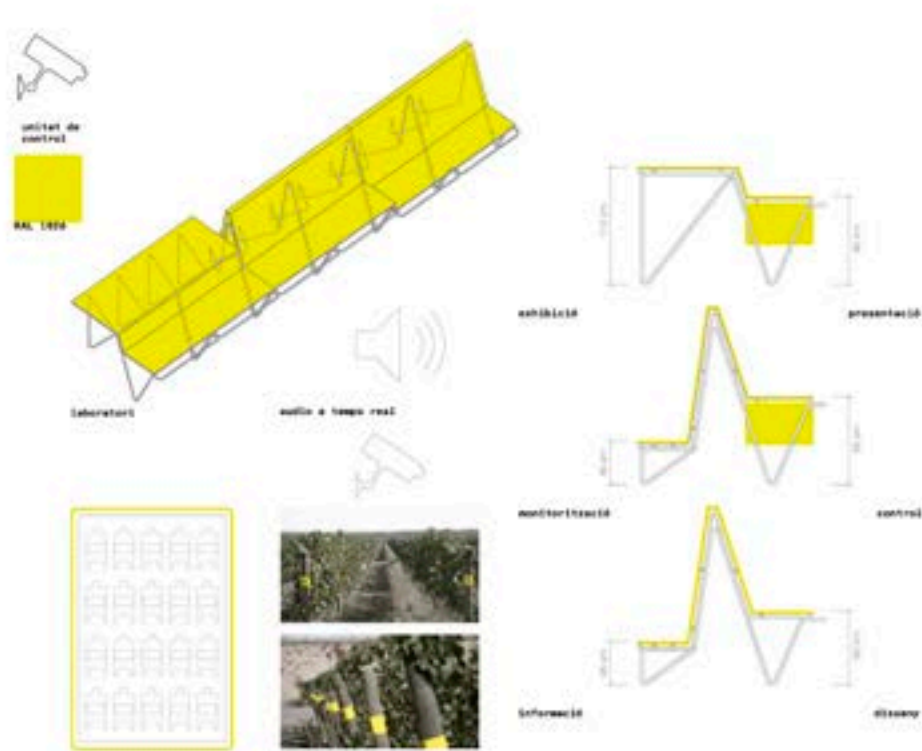 unitat de
control
RAL 1026
laboratori
audio a temps real
exhibició
presentació
monitorització
control
informació
disseny